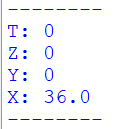 --------
T: 0
Z: 0
Y: 0
X: 36.0
--------